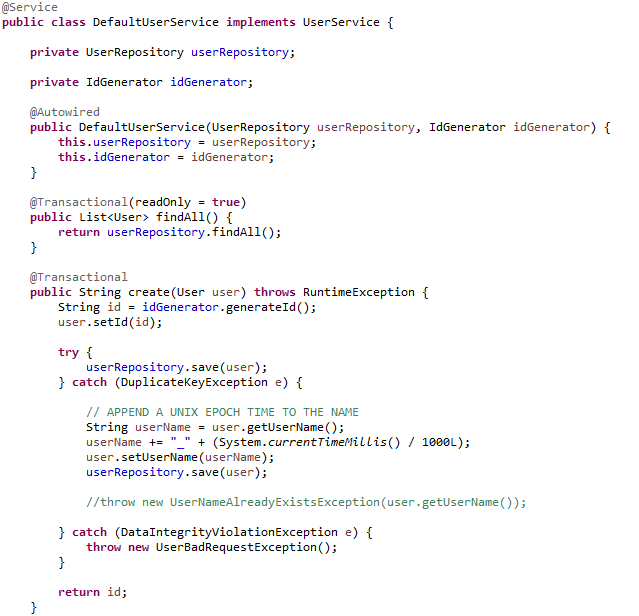 @Service
public class DefaultUserService implements UserService {
private UserRepository userRepository;
private IdGenerator idGenerator;
@Autowired
public DefaultUserService(UserRepository userRepository, IdGenerator idGenerator) {
this.userRepository = userRepository;
this.idGenerator = idGenerator;
}
@Transactional(readOnly = true)
public List<User> findAll() {
return userRepository.findAll();
}
@Transactional
public String create(User user) throws RuntimeException {
String id = idGenerator.generateId();
user.setId(id);
try {
userRepository.save(user);
} catch (DuplicateKeyException e) {
// APPEND A UNIX EPOCH TIME TO THE NAME
String userName = user.getUserName();
userName += "_" + (System.currentTimeMillis() / 1000L);
user.setUserName(userName);
userRepository.save(user);
//throw new UserNameAlreadyExistsException(user.getUserName());
} catch (DataIntegrityViolationException e) {
throw new UserBadRequestException();
}
return id;
}